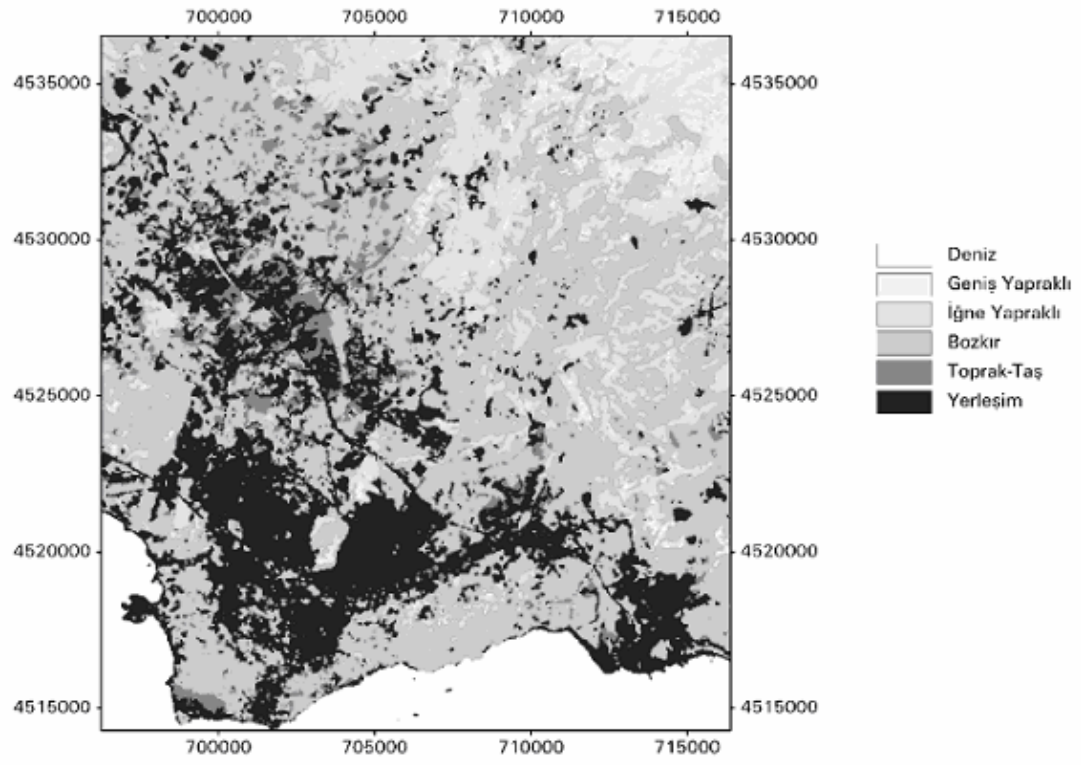 700000 705000 710000 715000
4535000 4535000
4530000 4530000
4525000 4525000
4520000 4520000
4515000 4515000
700000 705000 710000 715000
Deniz
Geniş Yapraklı
İğne Yapraklı
Bozkır
Toprak-Taş
Yerleşim